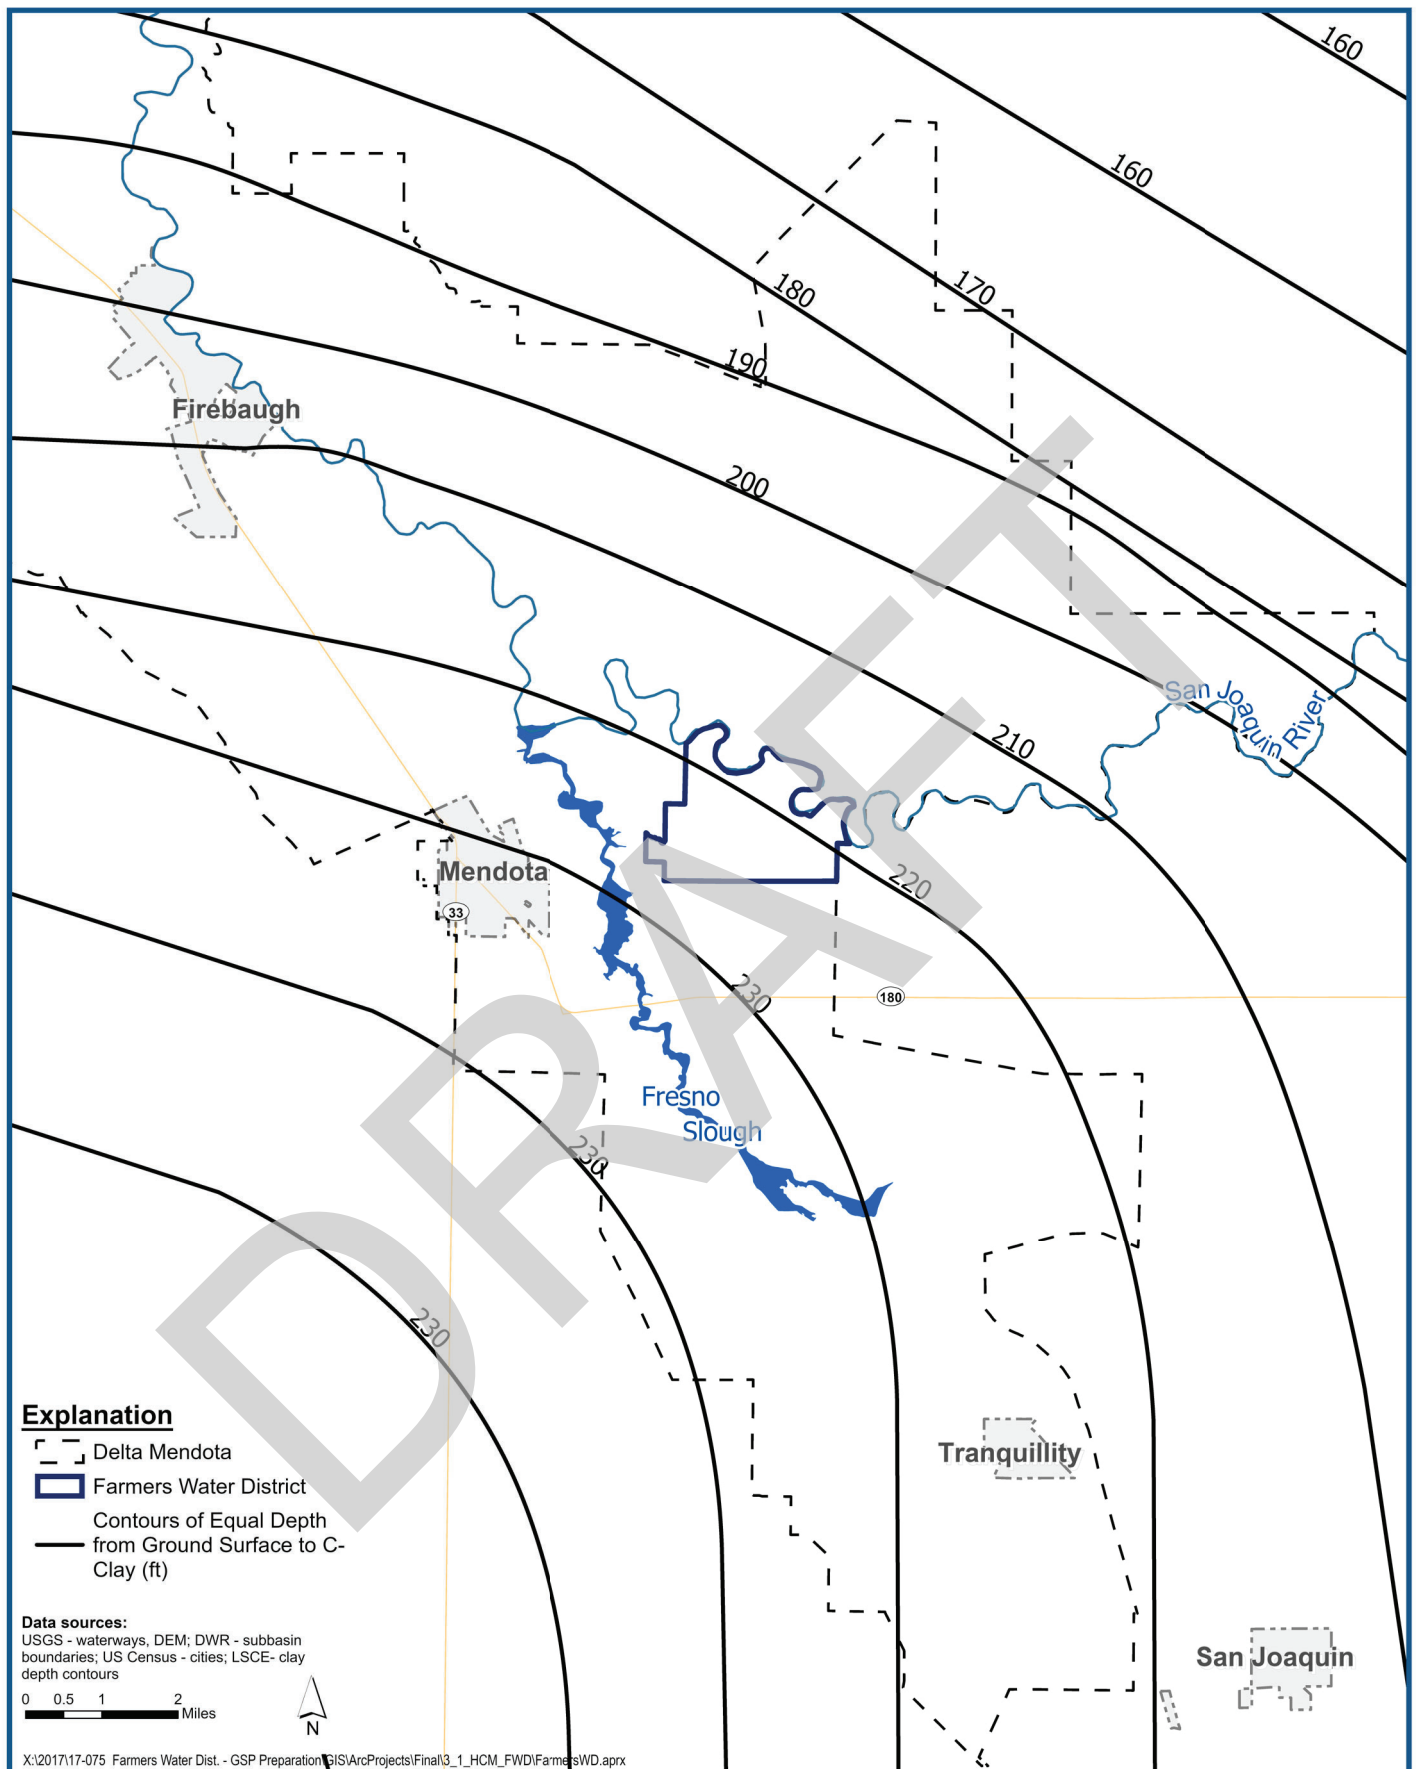 160
160
170
180
190
Firebaugh
200
San Joaquin River
210
220
Mendota
33
230
180
Fresno
Slough
230
230
DRAFT
Explanation
Delta Mendota
Farmers Water District
Contours of Equal Depth
from Ground Surface to C-
Clay (ft)
Tranquillity
San Joaquin
Data sources:
USGS - waterways, DEM; DWR - subbasin
boundaries; US Census - cities; LSCE- clay
depth contours
0 0.5 1 2
Miles
N
X:\2017\17-075 Farmers Water Dist. - GSP Preparation\GIS\ArcProjects\Final\3_1_HCM_FWD\FarmersWD.aprx